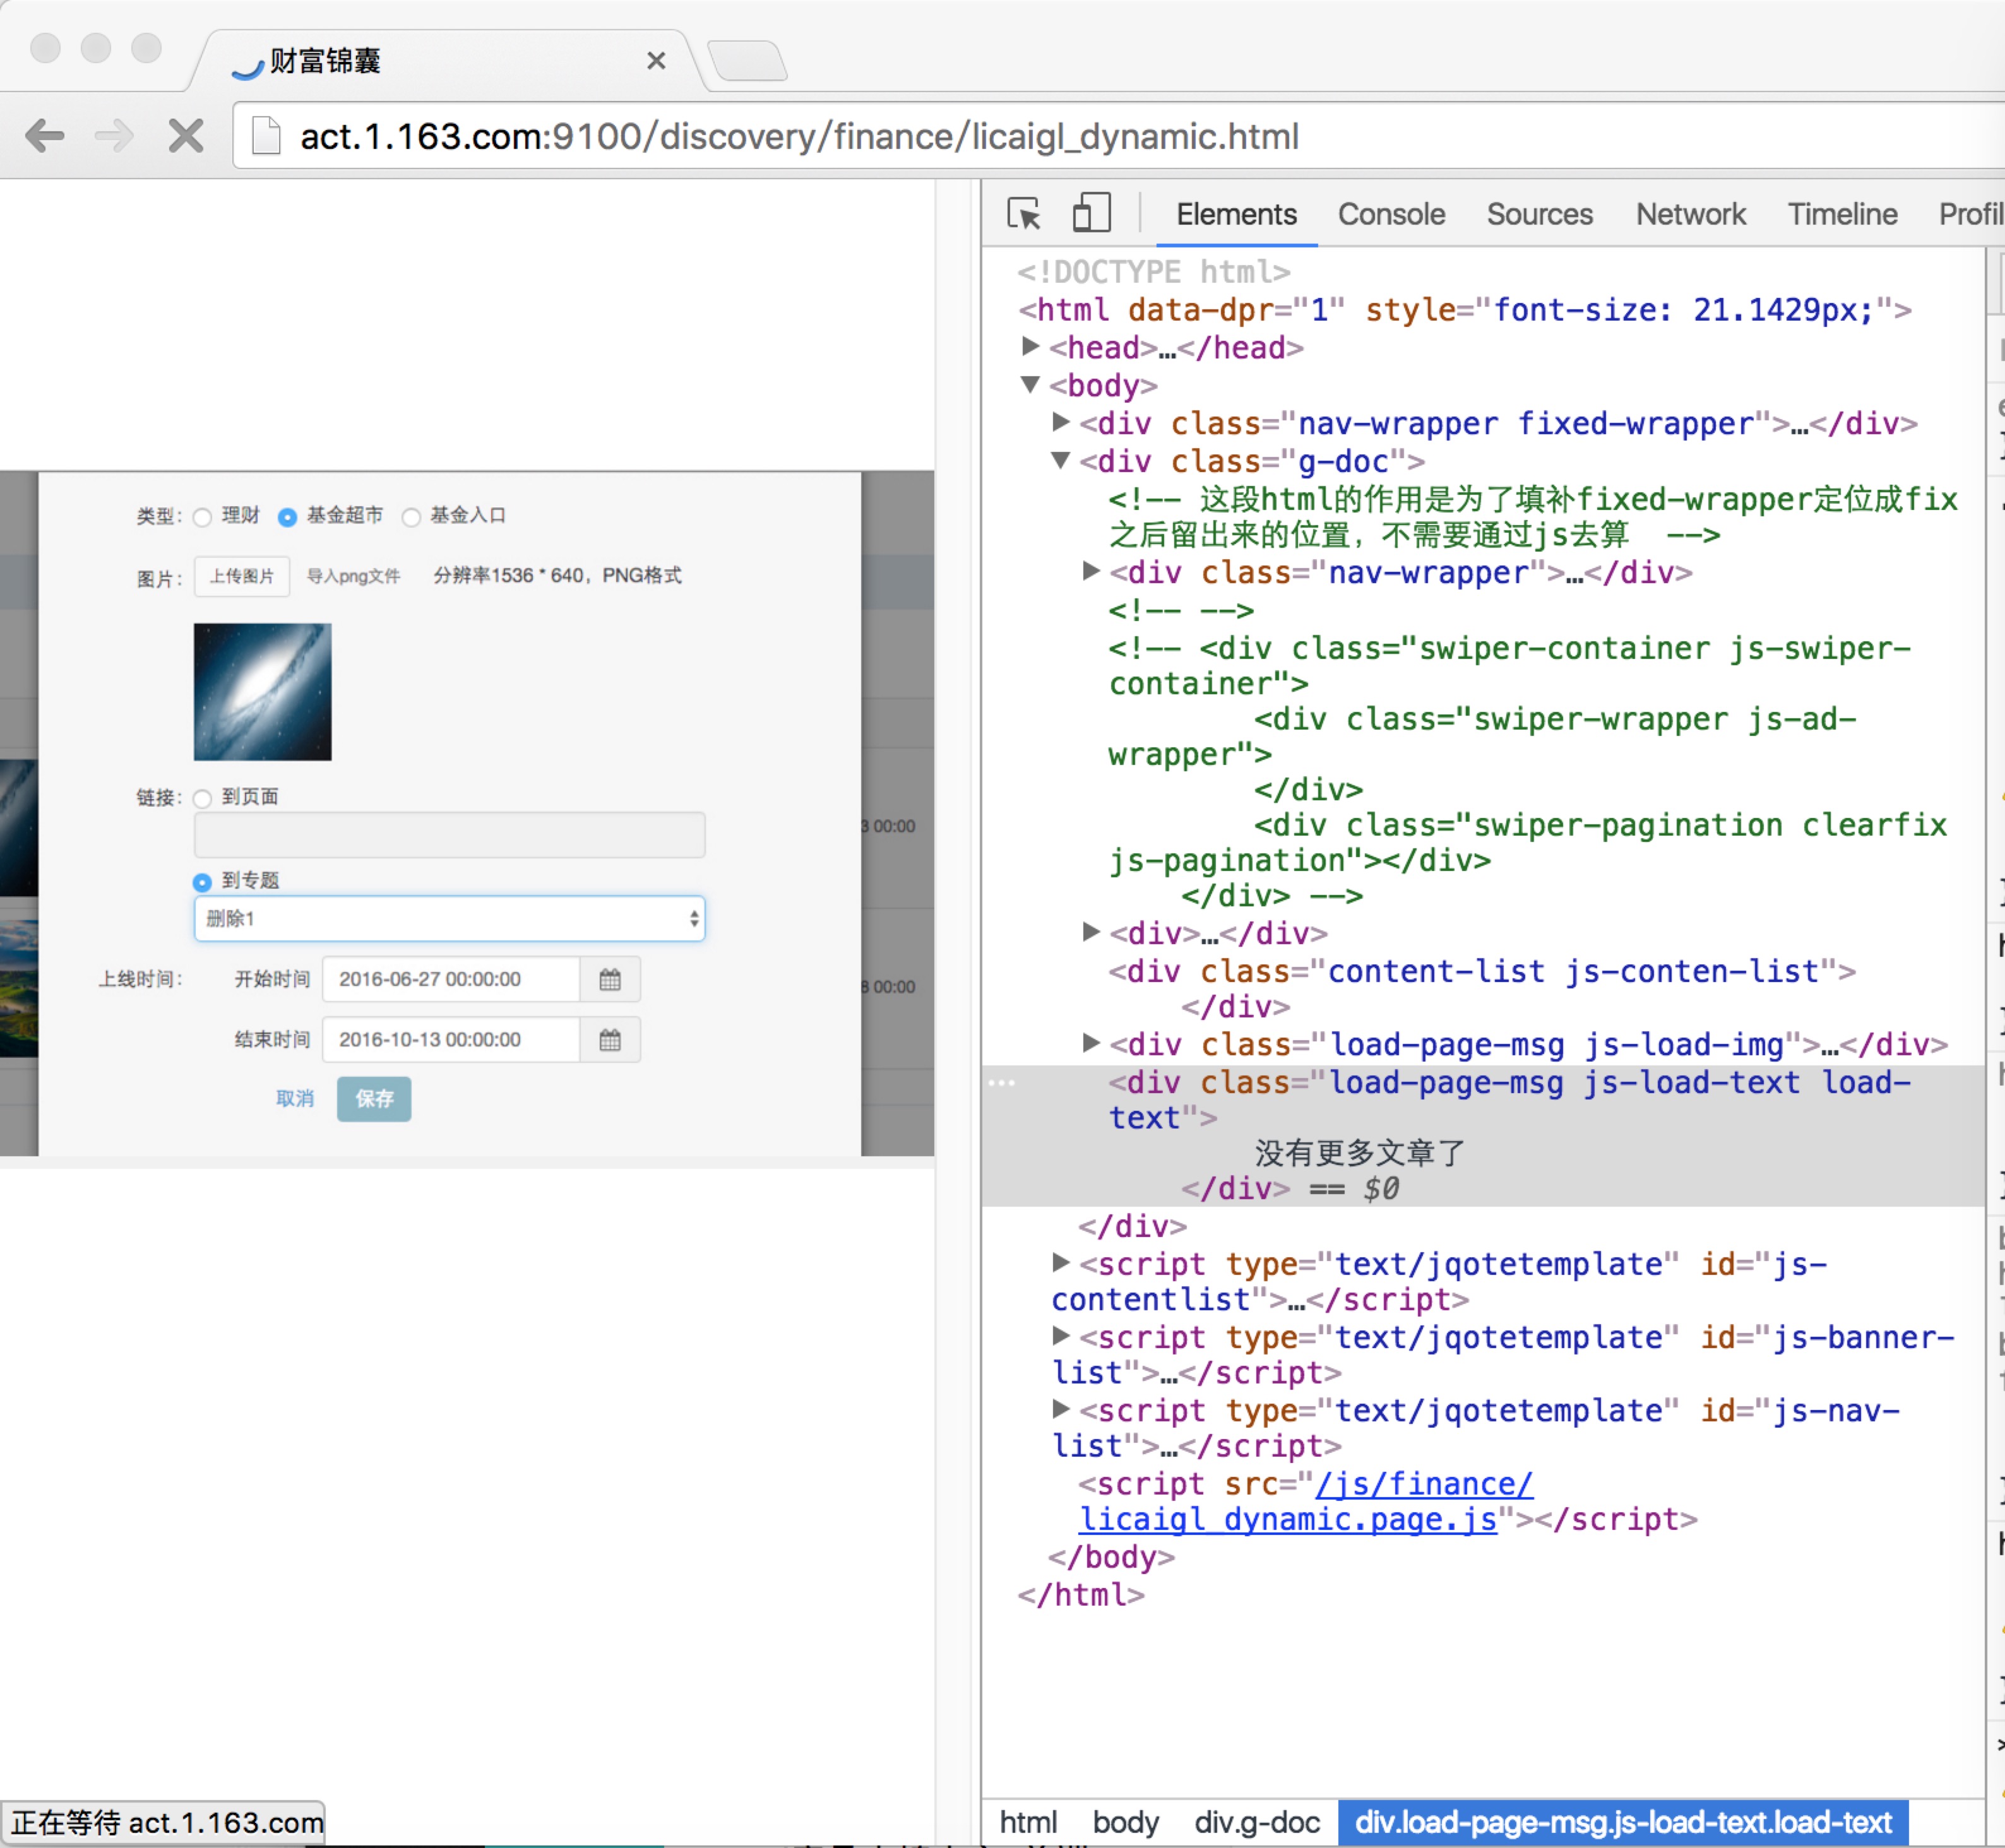 财富锦囊
act.1.163.com:9100/discovery/finance/licaigl_dynamic.html
类型: 理财 基金超市 基金入口
图片: 上传图片 导入png文件 分辨率1536 * 640，PNG格式
链接: 到页面
3 00:00
到专题
删除1
上线时间: 开始时间 2016-06-27 00:00:00
8 00:00
结束时间 2016-10-13 00:00:00
取消 保存
正在等待 act.1.163.com
Elements Console Sources Network Timeline Profil
<!DOCTYPE html>
<html data-dpr="1" style="font-size: 21.1429px;">
<head>…</head>
<body>
<div class="nav-wrapper fixed-wrapper">…</div>
<div class="g-doc">
<!-- 这段html的作用是为了填补fixed-wrapper定位成fix
之后留出来的位置，不需要通过js去算 -->
<div class="nav-wrapper">…</div>
<!-- -->
<!-- <div class="swiper-container js-swiper-
container">
<div class="swiper-wrapper js-ad-
wrapper">
</div>
<div class="swiper-pagination clearfix
js-pagination"></div>
</div> -->
<div>…</div>
<div class="content-list js-conten-list">
</div>
<div class="load-page-msg js-load-img">…</div>
<div class="load-page-msg js-load-text load-
text">
没有更多文章了
</div> == $0
</div>
<script type="text/jqotetemplate" id="js-
contentlist">…</script>
<script type="text/jqotetemplate" id="js-banner-
list">…</script>
<script type="text/jqotetemplate" id="js-nav-
list">…</script>
<script src="/js/finance/
licaigl_dynamic.page.js"></script>
</body>
</html>
html body div.g-doc div.load-page-msg.js-load-text.load-text